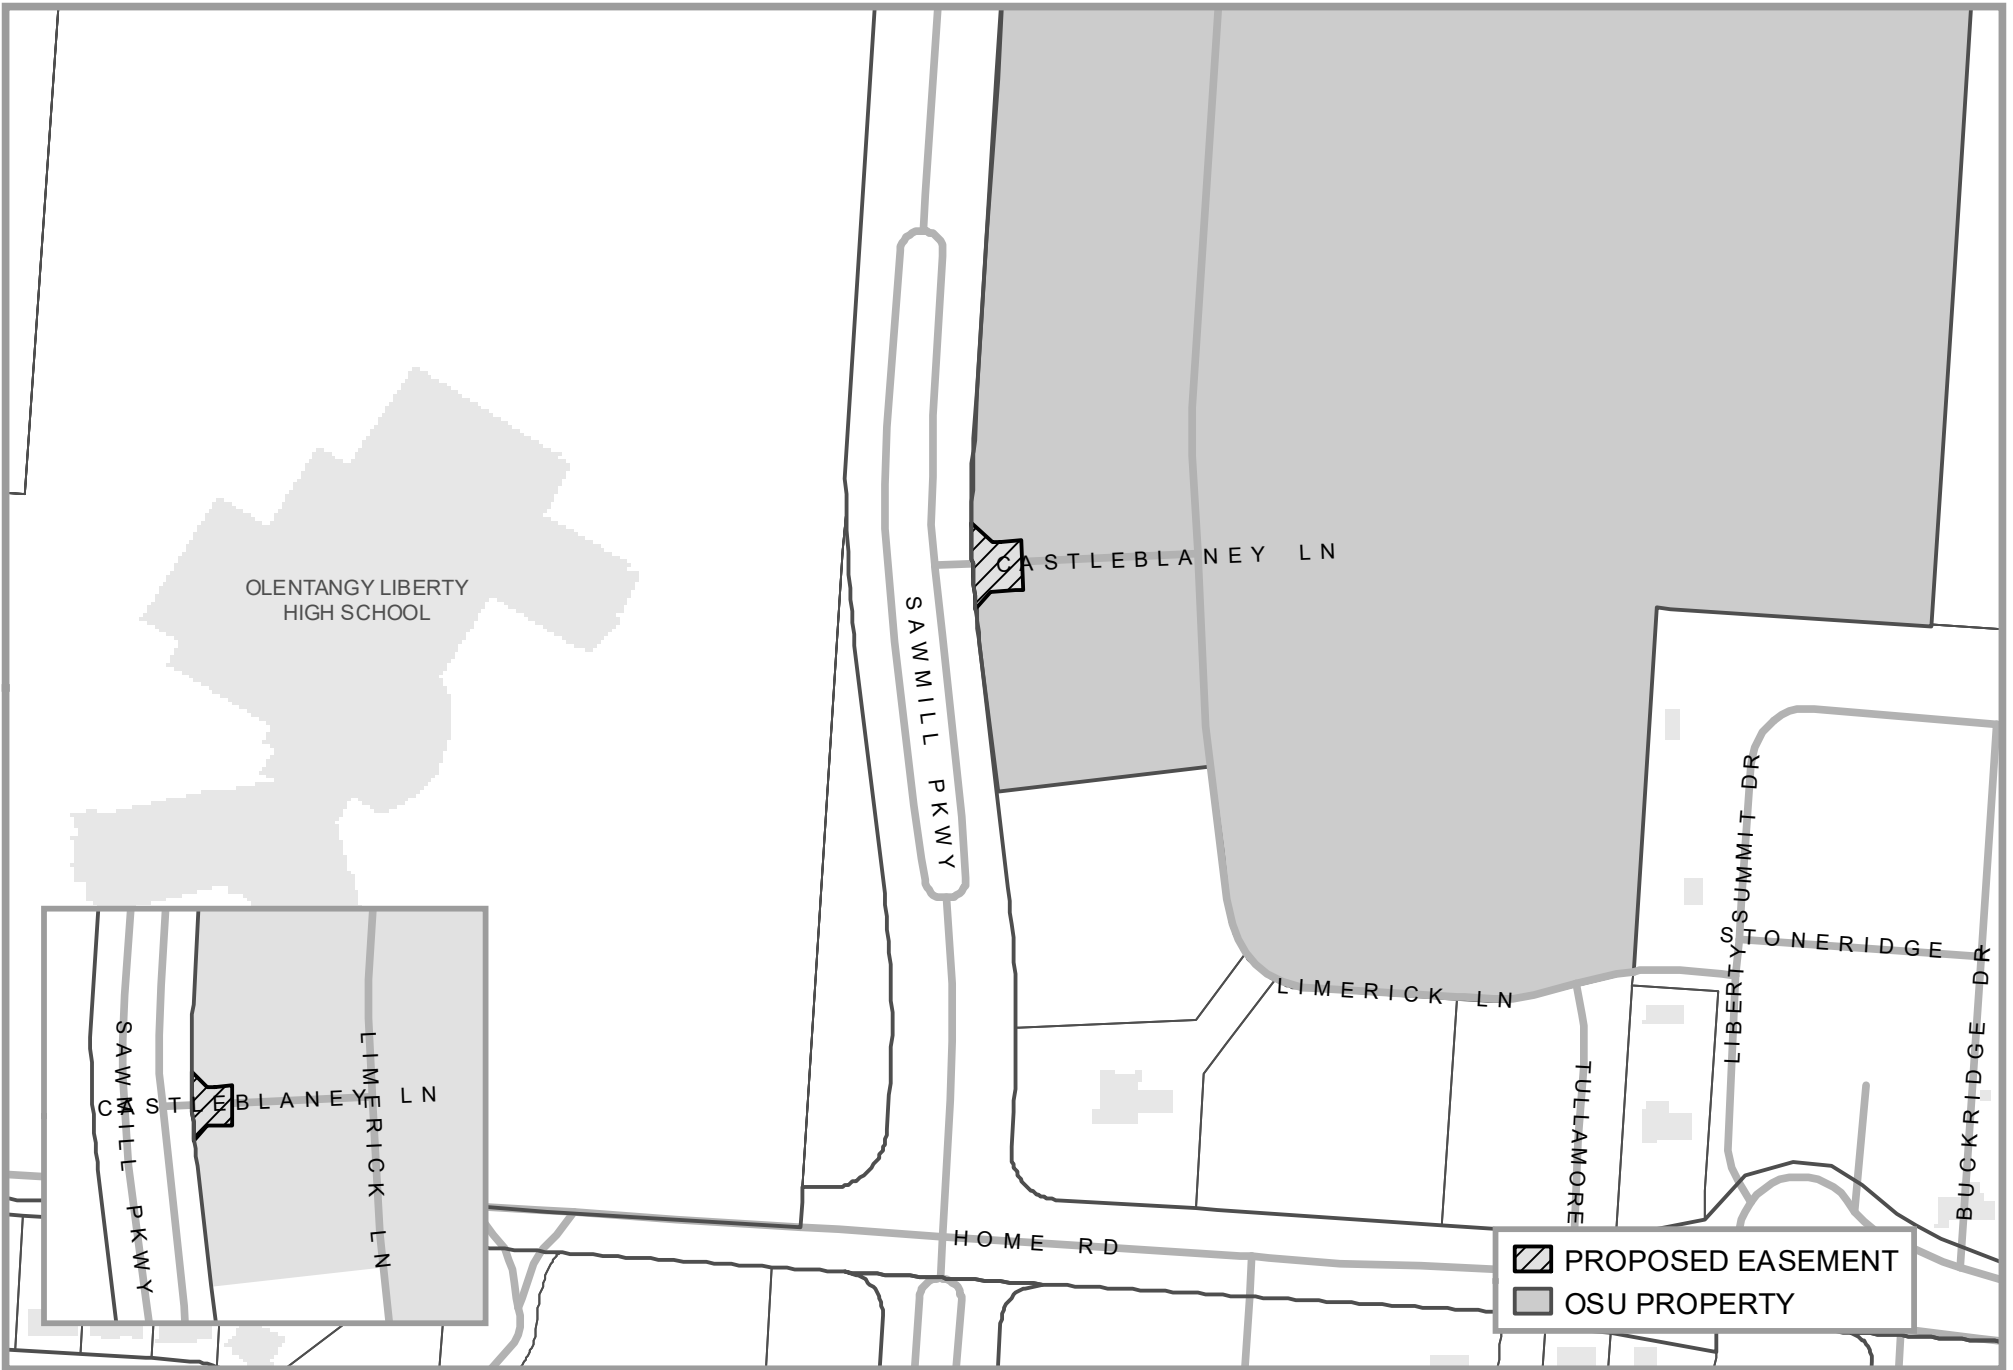 OLENTANGY LIBERTY
HIGH SCHOOL
CASTLEBLANEY LN
SAWMILL PKWY
LIBERTY SUMMIT DR
STONERIDGE DR
LIMERICK LN
TULLAMORE
BUCKRIDGE
HOME RD
SAWMILL PKWY
CASTLEBLANEY LN
LIMERICK LN
PROPOSED EASEMENT
OSU PROPERTY